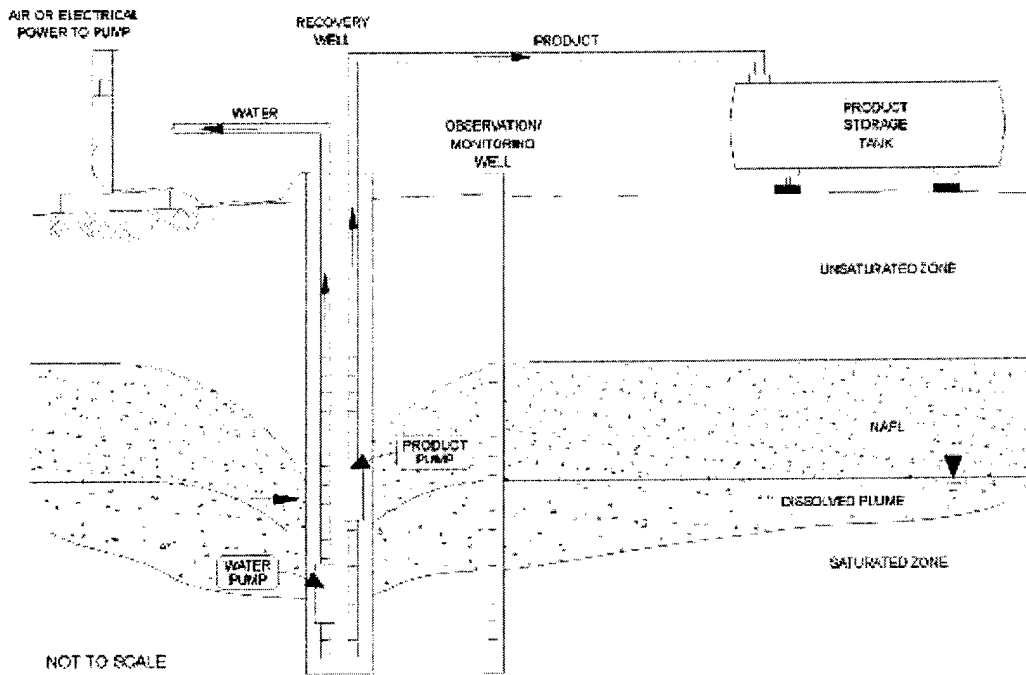 AIR OR ELECTRICAL
POWER TO PUMP
RECOVERY
WELL
PRODUCT
WATER
OBSERVATION/
MONITORING
WELL
PRODUCT
STORAGE
TANK
UNSATURATED ZONE
NAPL
PRODUCT
PUMP
DISSOLVED PLUME
WATER
PUMP
SATURATED ZONE
NOT TO SCALE